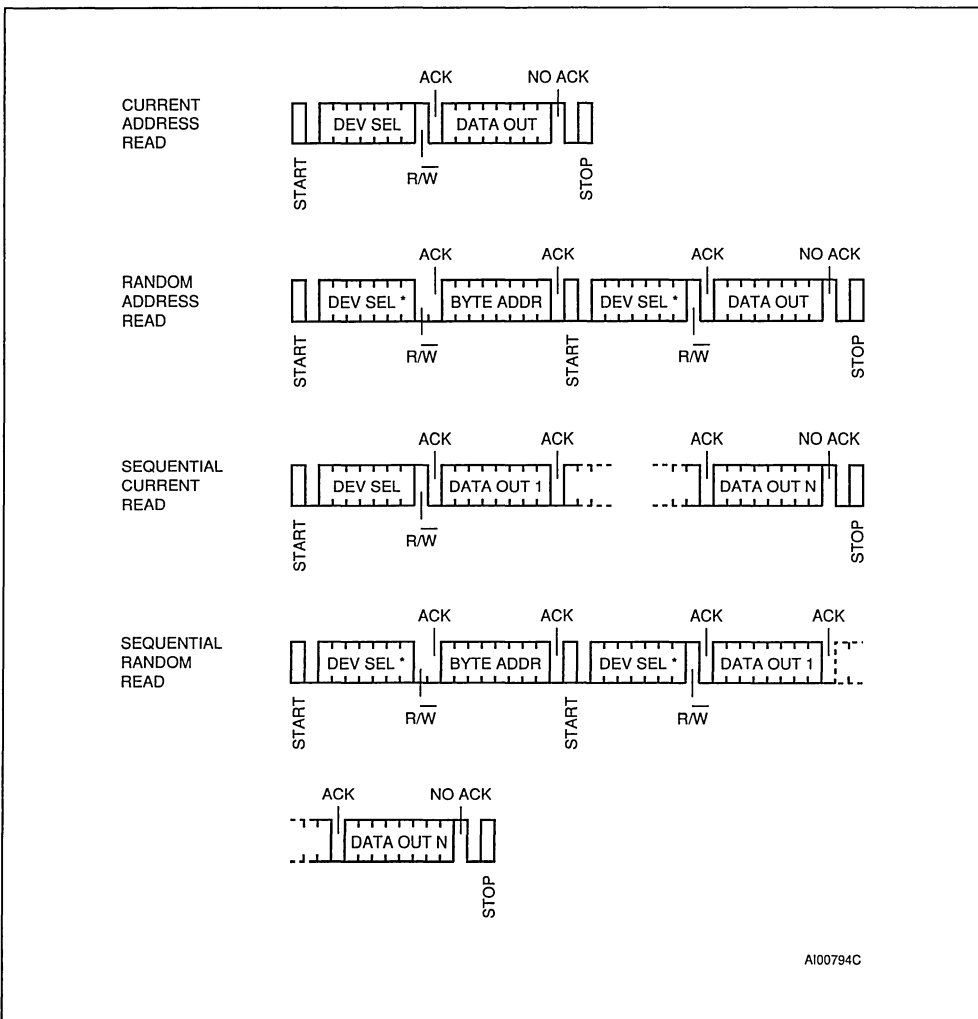 ACK NO ACK
CURRENT
ADDRESS
READ
DEV SEL DATA OUT
START R/W̅ STOP
ACK ACK ACK NO ACK
RANDOM
ADDRESS
READ
DEV SEL * BYTE ADDR DEV SEL * DATA OUT
START R/W̅ START R/W̅ STOP
ACK ACK ACK NO ACK
SEQUENTIAL
CURRENT
READ
DEV SEL DATA OUT 1 DATA OUT N
START R/W̅ STOP
ACK ACK ACK ACK
SEQUENTIAL
RANDOM
READ
DEV SEL * BYTE ADDR DEV SEL * DATA OUT 1
START R/W̅ START R/W̅
ACK NO ACK
DATA OUT N
STOP
AI00794C